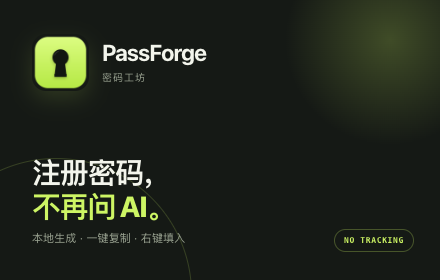 PassForge
密码工坊
注册密码,
不再问 AI。
本地生成 · 一键复制 · 右键填入
NO TRACKING